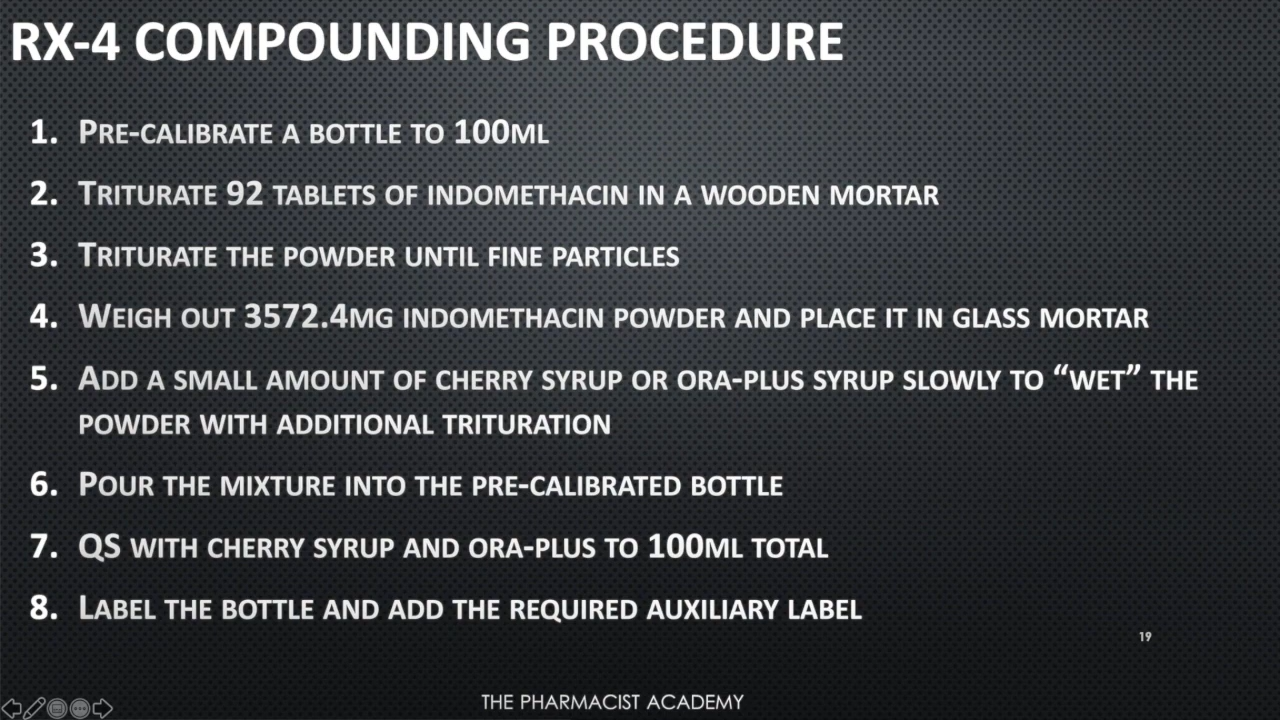 RX-4 COMPOUNDING PROCEDURE
1. PRE-CALIBRATE A BOTTLE TO 100ML
2. TRITURATE 92 TABLETS OF INDOMETHACIN IN A WOODEN MORTAR
3. TRITURATE THE POWDER UNTIL FINE PARTICLES
4. WEIGH OUT 3572.4MG INDOMETHACIN POWDER AND PLACE IT IN GLASS MORTAR
5. ADD A SMALL AMOUNT OF CHERRY SYRUP OR ORA-PLUS SYRUP SLOWLY TO “WET” THE
POWDER WITH ADDITIONAL TRITURATION
6. POUR THE MIXTURE INTO THE PRE-CALIBRATED BOTTLE
7. QS WITH CHERRY SYRUP AND ORA-PLUS TO 100ML TOTAL
8. LABEL THE BOTTLE AND ADD THE REQUIRED AUXILIARY LABEL
19
THE PHARMACIST ACADEMY